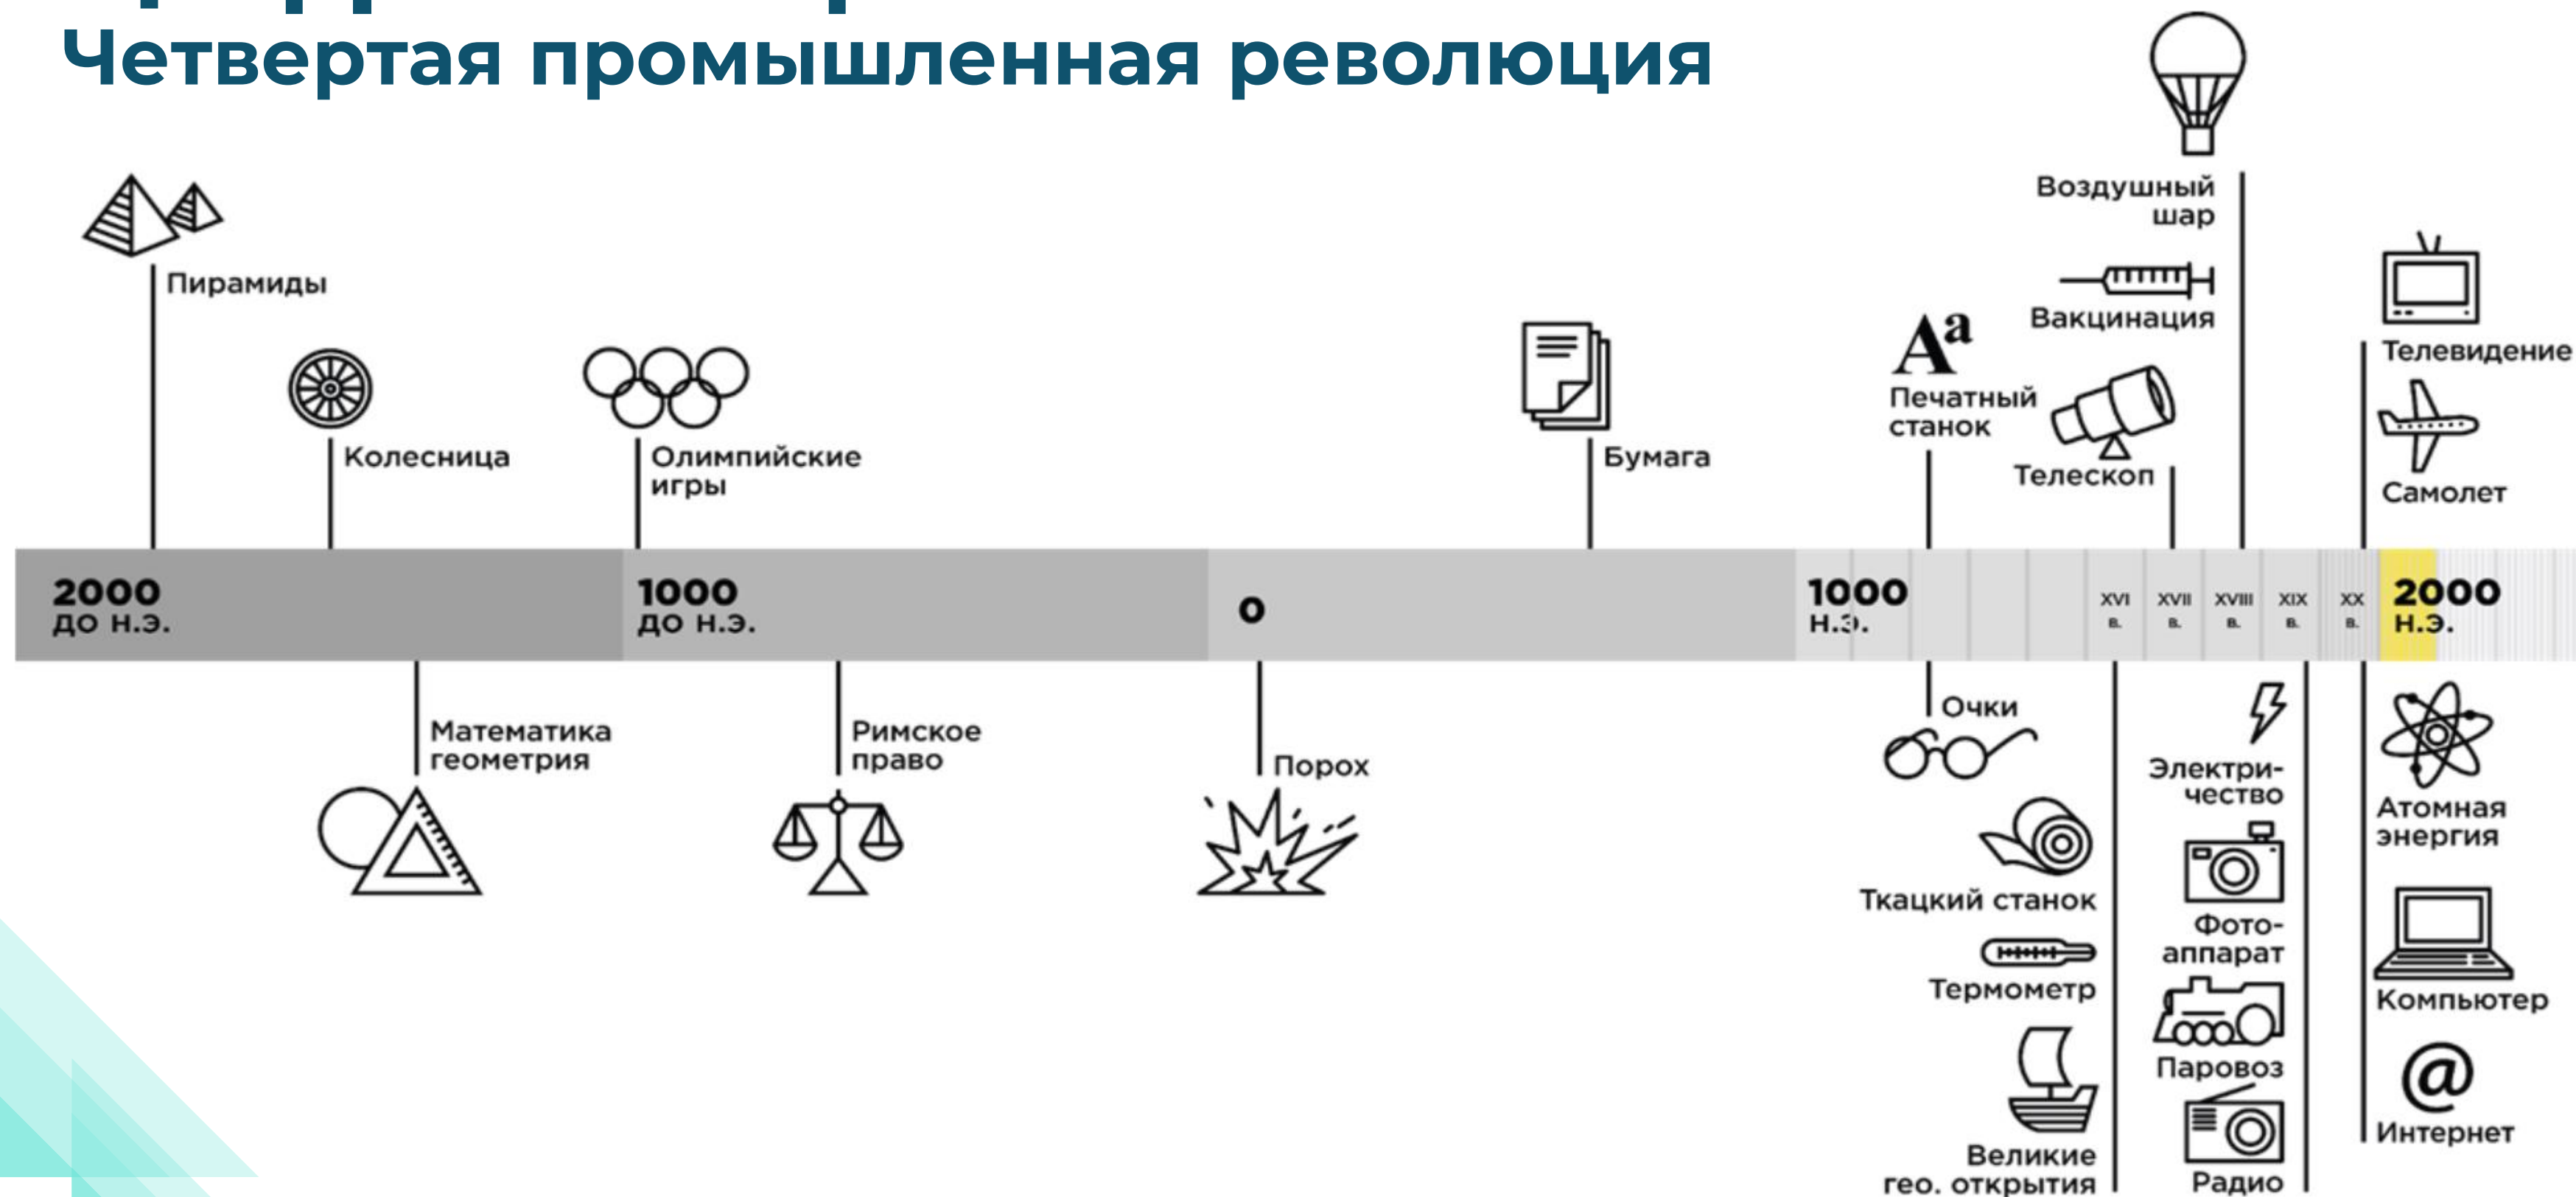 Четвертая промышленная революция
Воздушный
шар
Пирамиды
Вакцинация
Телевидение
Печатный
станок
Колесница
Олимпийские
игры
Бумага
Телескоп
Самолет
2000
ДО Н.Э.
1000
ДО Н.Э.
0
1000
Н.Э.
XVI
В.
XVII
В.
XVIII
В.
XIX
В.
XX
В.
2000
Н.Э.
Математика
геометрия
Римское
право
Порох
Очки
Электри-
чество
Атомная
энергия
Ткацкий станок
Фото-
аппарат
Термометр
Компьютер
Паровоз
Интернет
Великие
гео. открытия
Радио
Aa
@